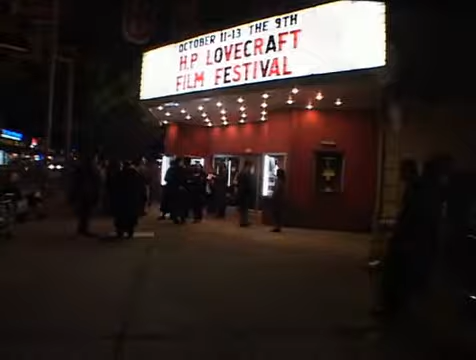 OCTOBER 11-13 THE 9TH
H.P LOVECRAFT
FILM FESTIVAL